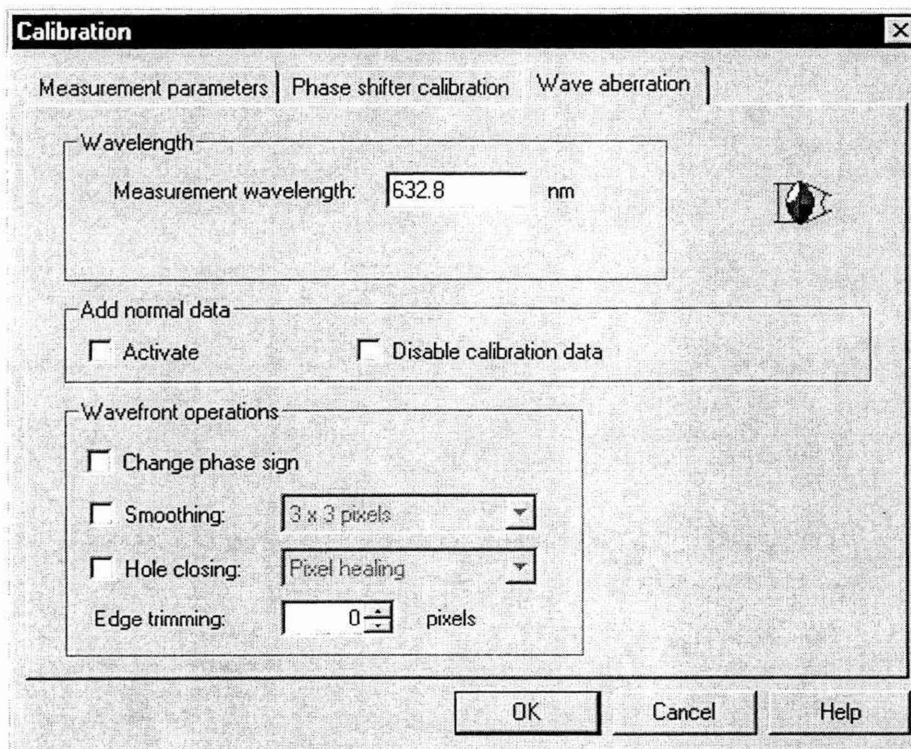 Calibration
Measurement parameters Phase shifter calibration Wave aberration
Wavelength
Measurement wavelength: 632.8 nm
Add normal data
Activate Disable calibration data
Wavefront operations
Change phase sign
Smoothing: 3 x 3 pixels
Hole closing: Pixel healing
Edge trimming: 0 pixels
OK Cancel Help